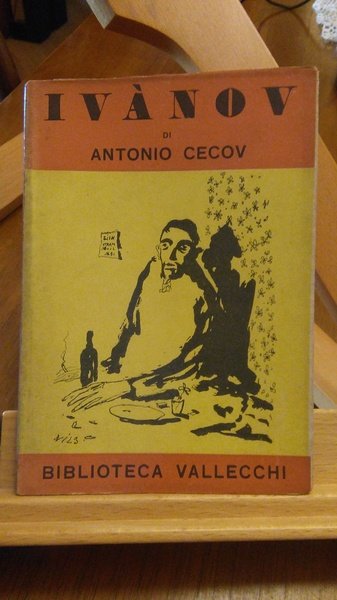 IVÀNOV
DI
ANTONIO CECOV
BIBLIOTECA VALLECCHI